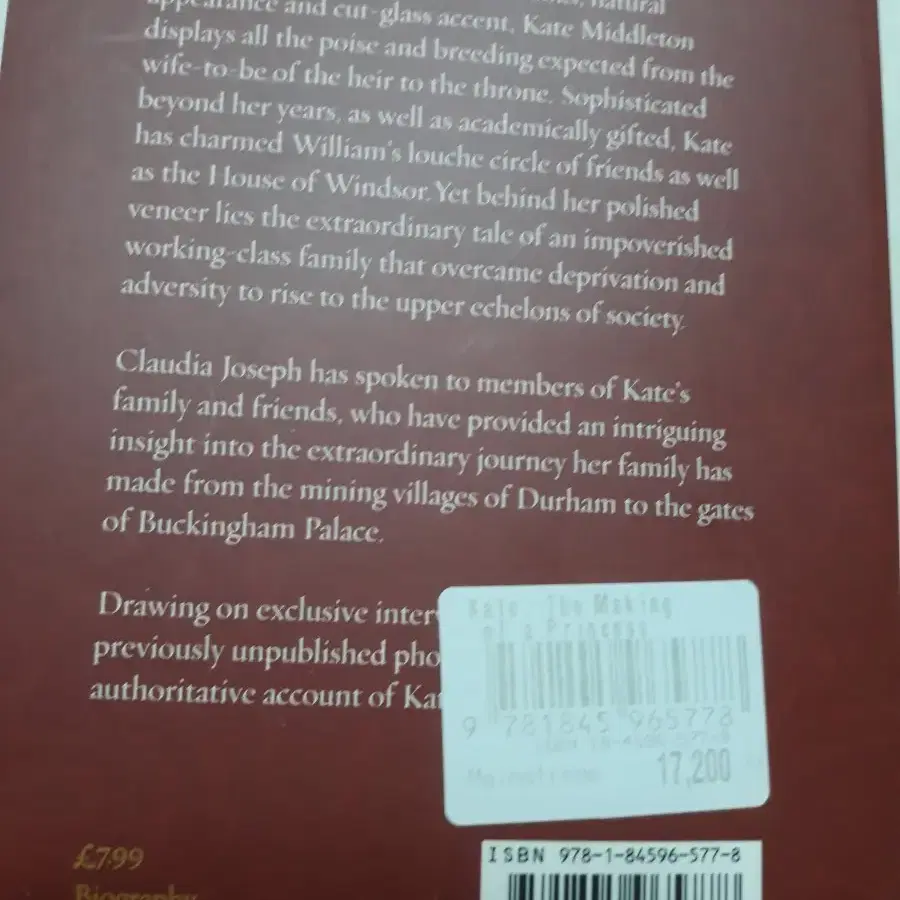 natural
appearance and cut-glass accent, Kate Middleton
displays all the poise and breeding expected from the
wife-to-be of the heir to the throne. Sophisticated
beyond her years, as well as academically gifted, Kate
has charmed William's louche circle of friends as well
as the House of Windsor. Yet behind her polished
veneer lies the extraordinary tale of an impoverished
working-class family that overcame deprivation and
adversity to rise to the upper echelons of society.
Claudia Joseph has spoken to members of Kate's
family and friends, who have provided an intriguing
insight into the extraordinary journey her family has
made from the mining villages of Durham to the gates
of Buckingham Palace.
Drawing on exclusive inter
previously unpublished pho
authoritative account of Ka
Kate : The Making
of a Princess
9 781845 965778
17,200
£7.99
Biography
ISBN 978-1-84596-577-8